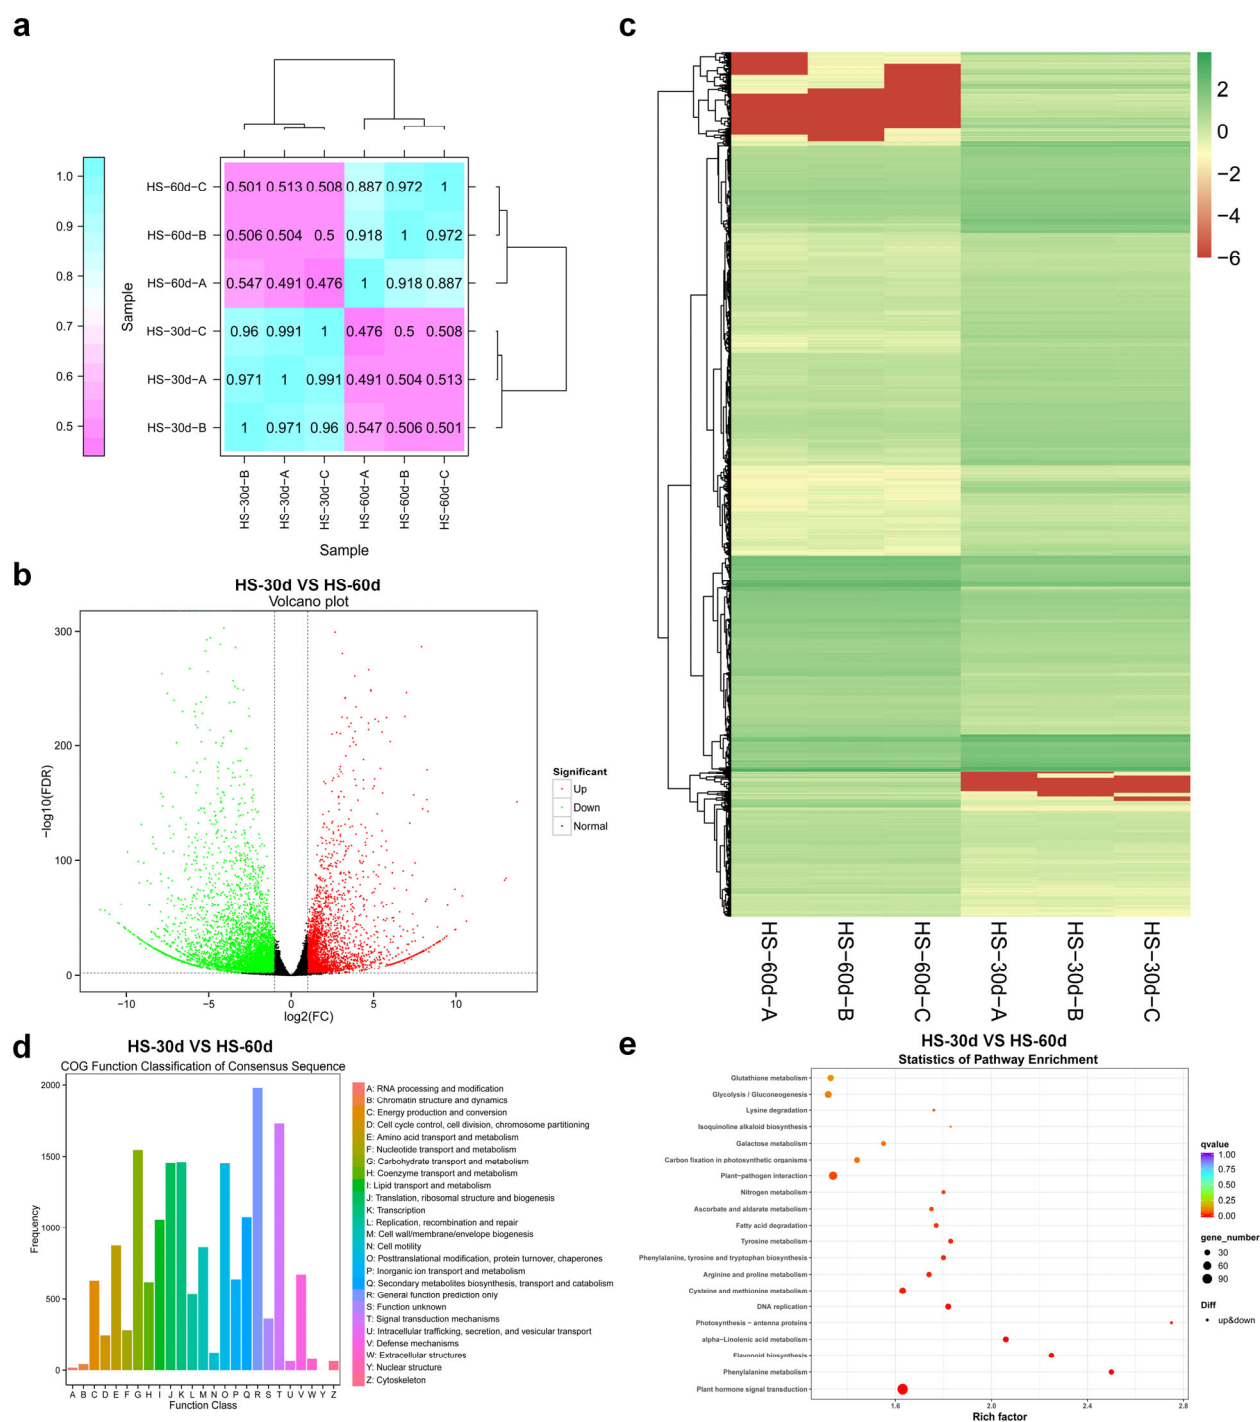 a
HS-60d-C
HS-60d-B
HS-60d-A
HS-30d-C
HS-30d-A
HS-30d-B
0.501 0.513 0.508 0.887 0.972 1
0.506 0.504 0.5 0.918 1 0.972
0.547 0.491 0.476 1 0.918 0.887
0.96 0.991 1 0.476 0.5 0.508
0.971 1 0.991 0.491 0.504 0.513
1 0.971 0.96 0.547 0.506 0.501
1.0
0.9
0.8
0.7
0.6
0.5
Sample
HS-30d-B
HS-30d-A
HS-30d-C
HS-60d-A
HS-60d-B
HS-60d-C
Sample
b
HS-30d VS HS-60d
Volcano plot
300
200
100
0
-log10(FDR)
-10 -5 0 5 10
log2(FC)
Significant
Up
Down
Normal
c
2
0
-2
-4
-6
HS-60d-A
HS-60d-B
HS-60d-C
HS-30d-A
HS-30d-B
HS-30d-C
d
HS-30d VS HS-60d
COG Function Classification of Consensus Sequence
2000
1500
1000
500
0
Frequency
A B C D E F G H I J K L M N O P Q R S T U V W Y Z
Function Class
A: RNA processing and modification
B: Chromatin structure and dynamics
C: Energy production and conversion
D: Cell cycle control, cell division, chromosome partitioning
E: Amino acid transport and metabolism
F: Nucleotide transport and metabolism
G: Carbohydrate transport and metabolism
H: Coenzyme transport and metabolism
I: Lipid transport and metabolism
J: Translation, ribosomal structure and biogenesis
K: Transcription
L: Replication, recombination and repair
M: Cell wall/membrane/envelope biogenesis
N: Cell motility
O: Posttranslational modification, protein turnover, chaperones
P: Inorganic ion transport and metabolism
Q: Secondary metabolites biosynthesis, transport and catabolism
R: General function prediction only
S: Function unknown
T: Signal transduction mechanisms
U: Intracellular trafficking, secretion, and vesicular transport
V: Defense mechanisms
W: Extracellular structures
Y: Nuclear structure
Z: Cytoskeleton
e
HS-30d VS HS-60d
Statistics of Pathway Enrichment
Glutathione metabolism
Glycolysis / Gluconeogenesis
Lysine degradation
Isoquinoline alkaloid biosynthesis
Galactose metabolism
Carbon fixation in photosynthetic organisms
Plant-pathogen interaction
Nitrogen metabolism
Ascorbate and aldarate metabolism
Fatty acid degradation
Tyrosine metabolism
Phenylalanine, tyrosine and tryptophan biosynthesis
Arginine and proline metabolism
Cysteine and methionine metabolism
DNA replication
Photosynthesis - antenna proteins
alpha-Linolenic acid metabolism
Flavonoid biosynthesis
Phenylalanine metabolism
Plant hormone signal transduction
1.6 2.0 2.4 2.8
Rich factor
qvalue
1.00
0.75
0.50
0.25
0.00
gene_number
30
60
90
Diff
up&down